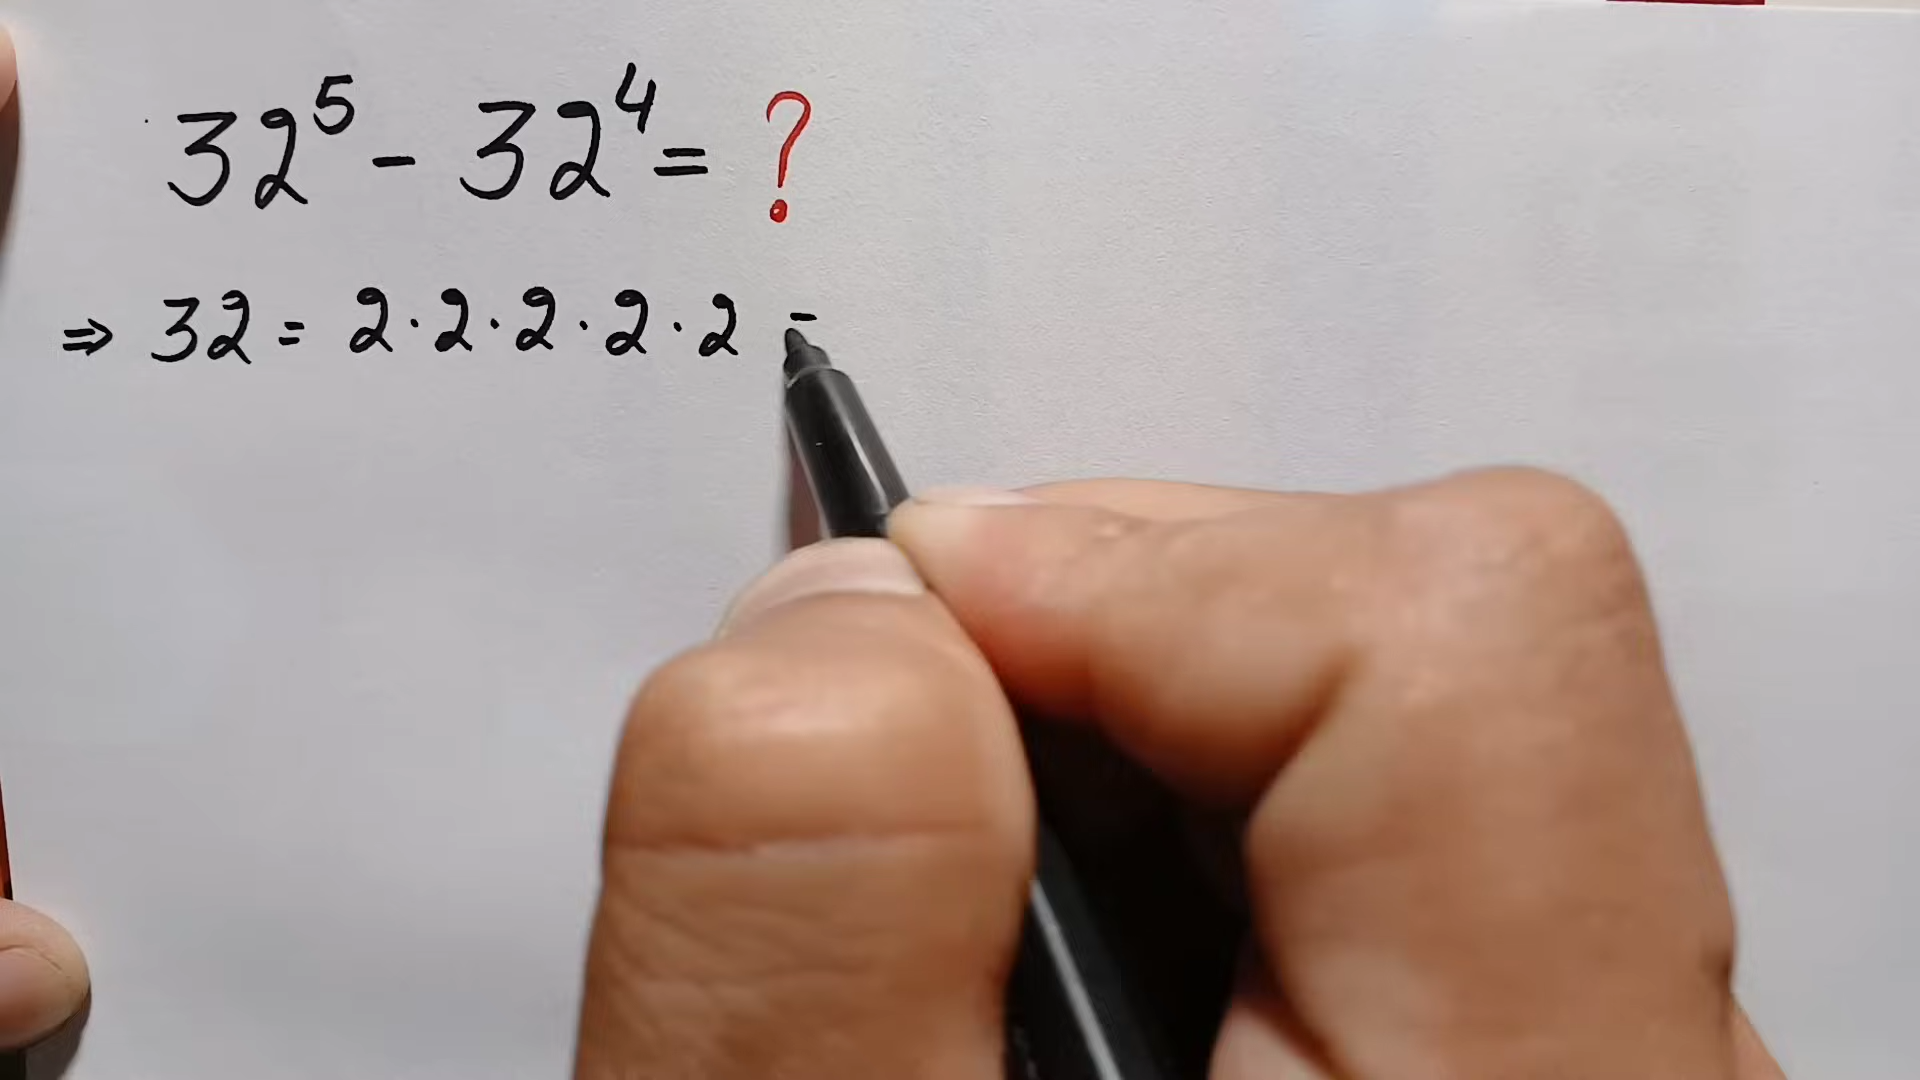 32⁵ - 32⁴ = ?
⇒ 32 = 2 · 2 · 2 · 2 · 2 =